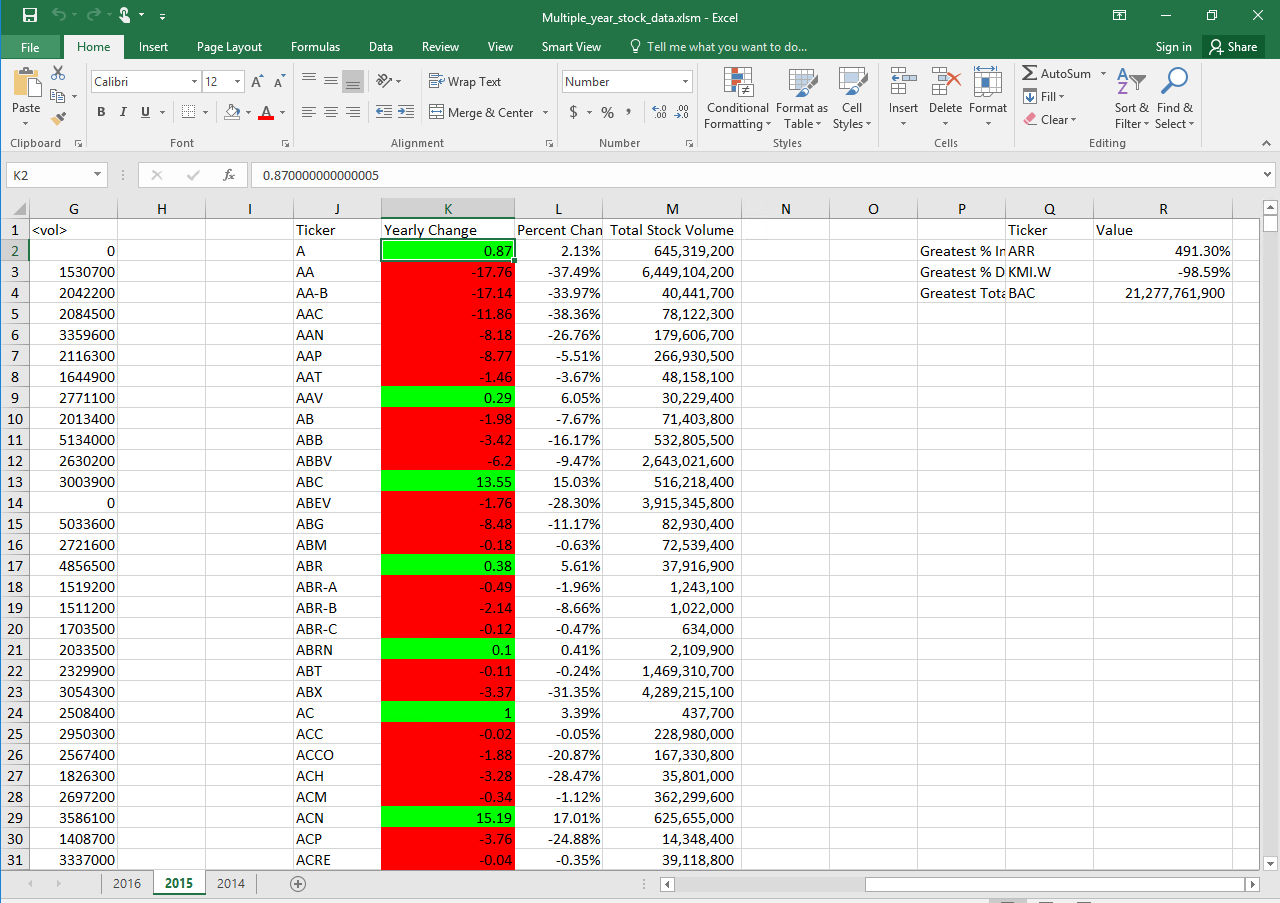 Multiple_year_stock_data.xlsm - Excel
File Home Insert Page Layout Formulas Data Review View Smart View Tell me what you want to do... Sign in Share
Calibri 12 Wrap Text Number AutoSum
Paste B I U Merge & Center $ % , Conditional Formatting Format as Table Cell Styles Insert Delete Format Fill Clear Sort & Filter Find & Select
Clipboard Font Alignment Number Styles Cells Editing
K2 fx 0.870000000000005
G H I J K L M N O P Q R
1 <vol> Ticker Yearly Change Percent Chan Total Stock Volume Ticker Value
2 0 A 0.87 2.13% 645,319,200 Greatest % In ARR 491.30%
3 1530700 AA -17.76 -37.49% 6,449,104,200 Greatest % D KMI.W -98.59%
4 2042200 AA-B -17.14 -33.97% 40,441,700 Greatest Tota BAC 21,277,761,900
5 2084500 AAC -11.86 -38.36% 78,122,300
6 3359600 AAN -8.18 -26.76% 179,606,700
7 2116300 AAP -8.77 -5.51% 266,930,500
8 1644900 AAT -1.46 -3.67% 48,158,100
9 2771100 AAV 0.29 6.05% 30,229,400
10 2013400 AB -1.98 -7.67% 71,403,800
11 5134000 ABB -3.42 -16.17% 532,805,500
12 2630200 ABBV -6.2 -9.47% 2,643,021,600
13 3003900 ABC 13.55 15.03% 516,218,400
14 0 ABEV -1.76 -28.30% 3,915,345,800
15 5033600 ABG -8.48 -11.17% 82,930,400
16 2721600 ABM -0.18 -0.63% 72,539,400
17 4856500 ABR 0.38 5.61% 37,916,900
18 1519200 ABR-A -0.49 -1.96% 1,243,100
19 1511200 ABR-B -2.14 -8.66% 1,022,000
20 1703500 ABR-C -0.12 -0.47% 634,000
21 2033500 ABRN 0.1 0.41% 2,109,900
22 2329900 ABT -0.11 -0.24% 1,469,310,700
23 3054300 ABX -3.37 -31.35% 4,289,215,100
24 2508400 AC 1 3.39% 437,700
25 2950300 ACC -0.02 -0.05% 228,980,000
26 2567400 ACCO -1.88 -20.87% 167,330,800
27 1826300 ACH -3.28 -28.47% 35,801,000
28 2697200 ACM -0.34 -1.12% 362,299,600
29 3586100 ACN 15.19 17.01% 625,655,000
30 1408700 ACP -3.76 -24.88% 14,348,400
31 3337000 ACRE -0.04 -0.35% 39,118,800
2016 2015 2014